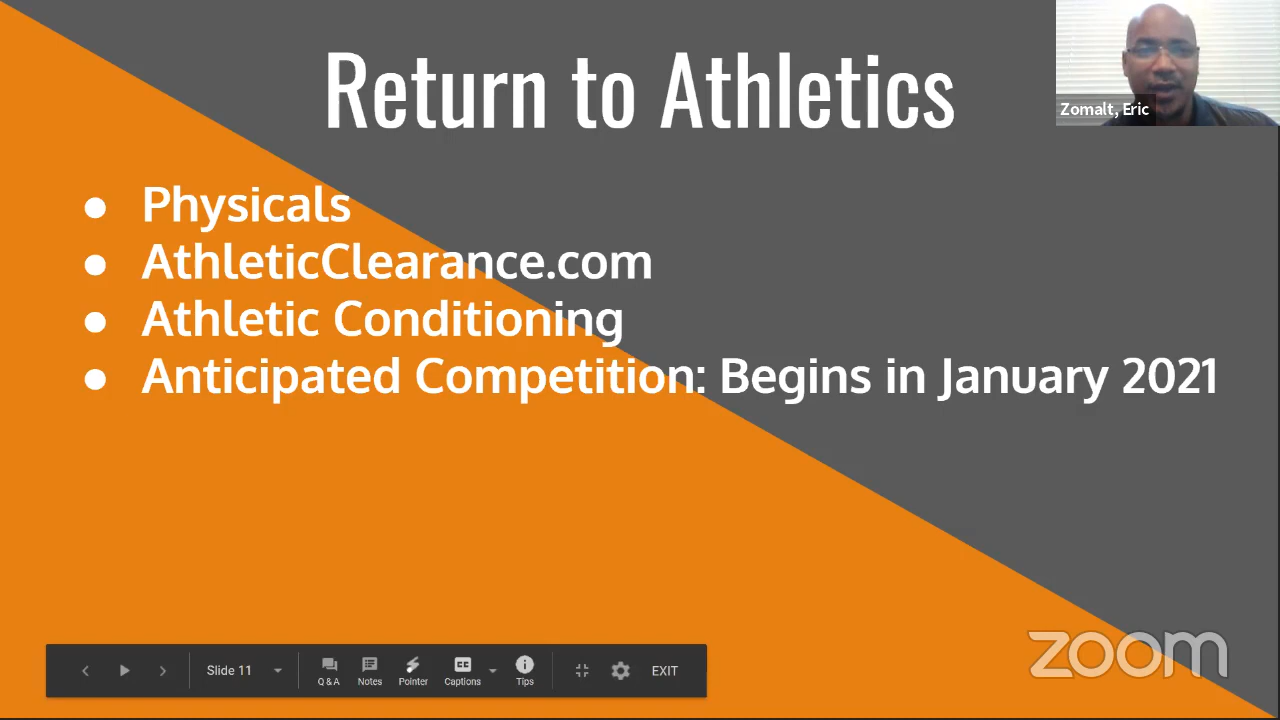 Return to Athletics
Zomalt, Eric
● Physicals
● AthleticClearance.com
● Athletic Conditioning
● Anticipated Competition: Begins in January 2021
Slide 11
Q & A
Notes
Pointer
CC
Captions
Tips
EXIT
zoom